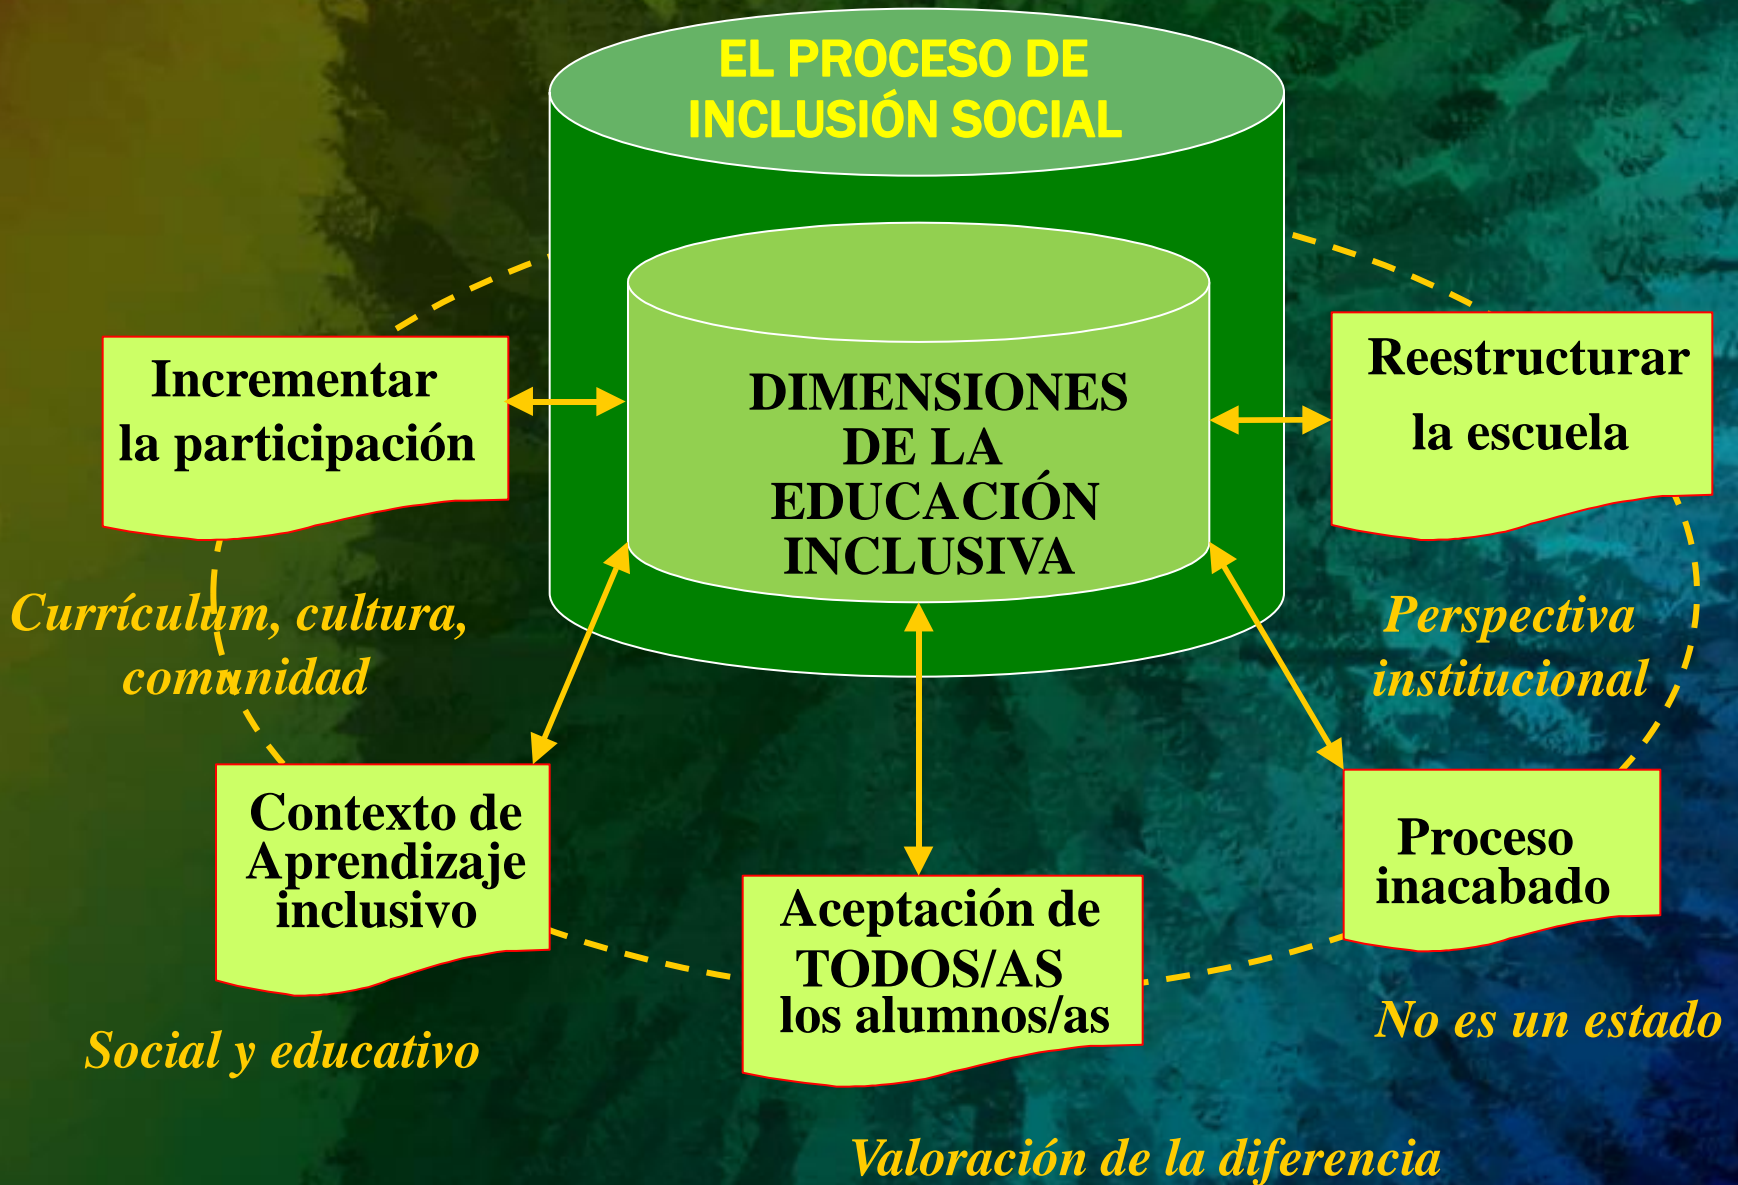 EL PROCESO DE
INCLUSIÓN SOCIAL
DIMENSIONES
DE LA
EDUCACIÓN
INCLUSIVA
Incrementar
la participación
Currículum, cultura,
comunidad
Reestructurar
la escuela
Perspectiva
institucional
Contexto de
Aprendizaje
inclusivo
Social y educativo
Aceptación de
TODOS/AS
los alumnos/as
Valoración de la diferencia
Proceso
inacabado
No es un estado